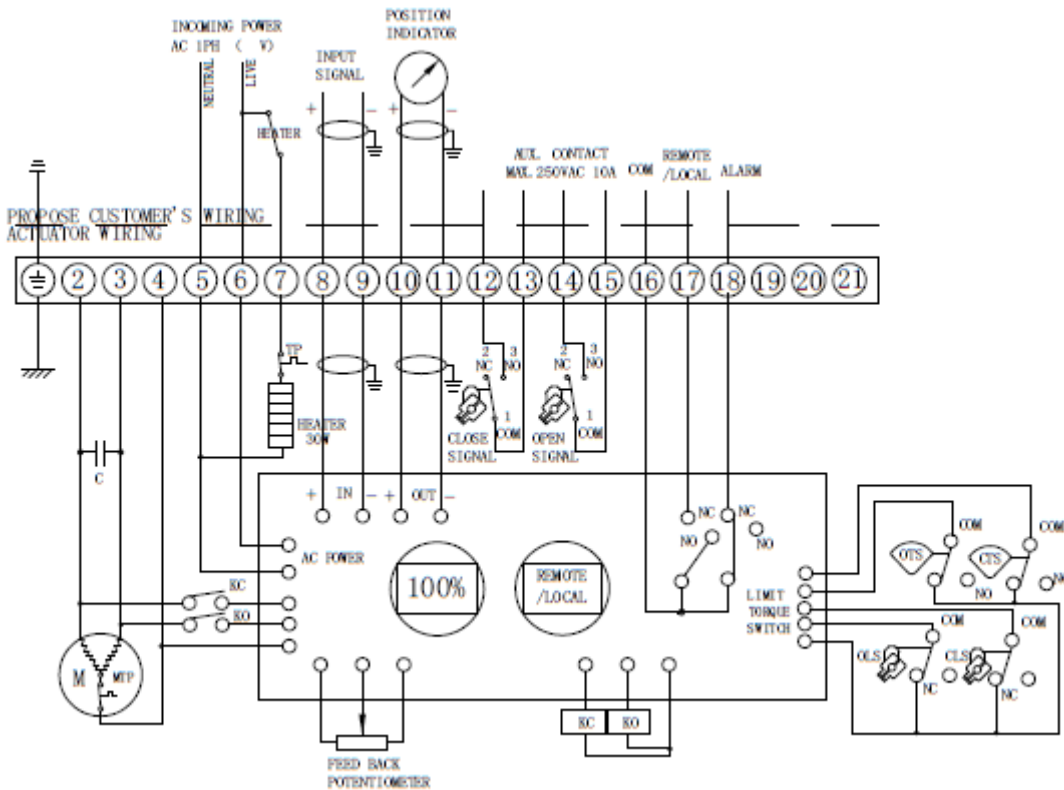 INCOMING POWER
AC 1PH ( V)
NEUTRAL
LIVE
HEATER
INPUT
SIGNAL
+ -
POSITION
INDICATOR
+ -
AUX. CONTACT
MAX. 250VAC 10A
COM
REMOTE
/LOCAL
ALARM
PROPOSE CUSTOMER'S WIRING
ACTUATOR WIRING
2 3 4 5 6 7 8 9 10 11 12 13 14 15 16 17 18 19 20 21
TP
HEATER
30W
2 3
NC NO
1
COM
CLOSE
SIGNAL
2 3
NC NO
1
COM
OPEN
SIGNAL
C
+ IN - + OUT -
AC POWER
100%
REMOTE
/LOCAL
NC
NO
NC
NO
LIMIT
TORQUE
SWITCH
OTS
COM
NO
CTS
COM
NO
OLS
COM
NC
CLS
COM
NC
KC
KO
M
MTP
KC KO
FEED BACK
POTENTIOMETER